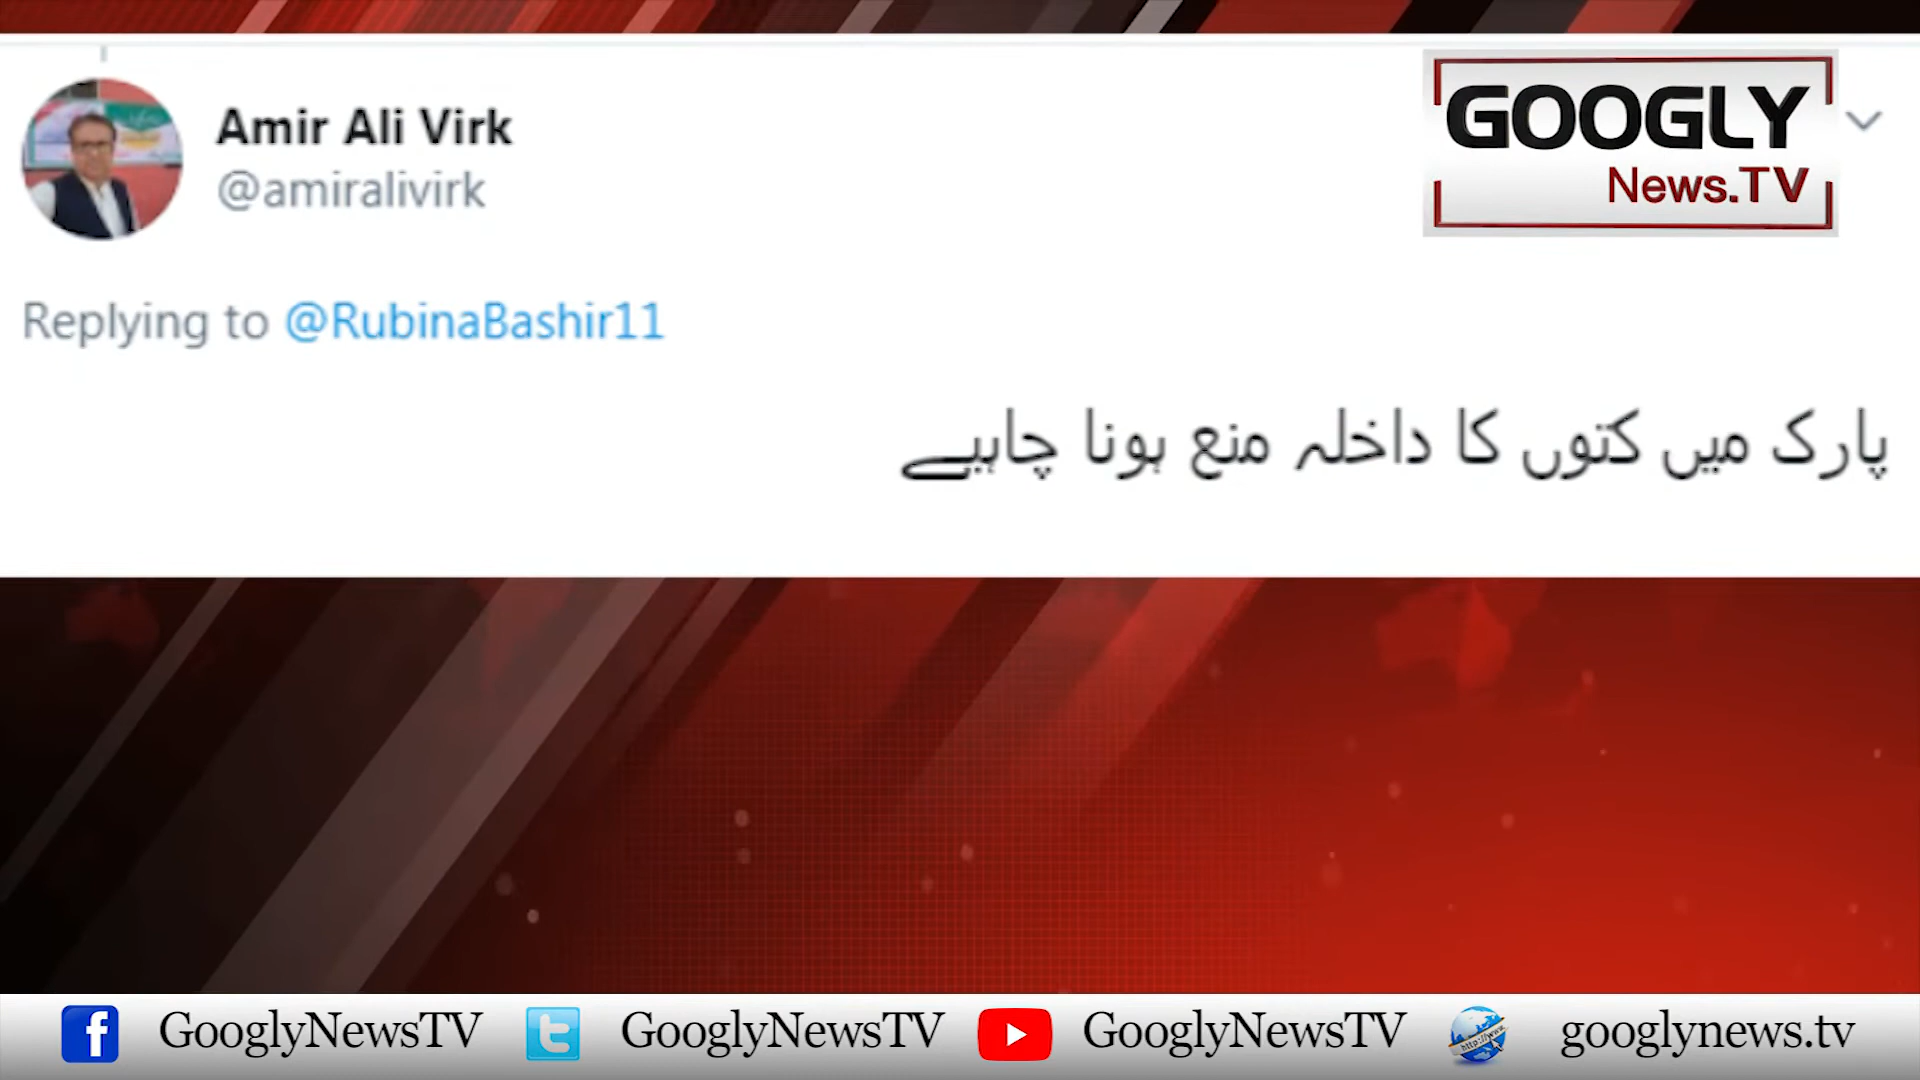 Amir Ali Virk
@amiralivirk
GOOGLY
News.TV
Replying to @RubinaBashir11
پارک میں کتوں کا داخلہ منع ہونا چاہیے
GooglyNewsTV GooglyNewsTV GooglyNewsTV googlynews.tv